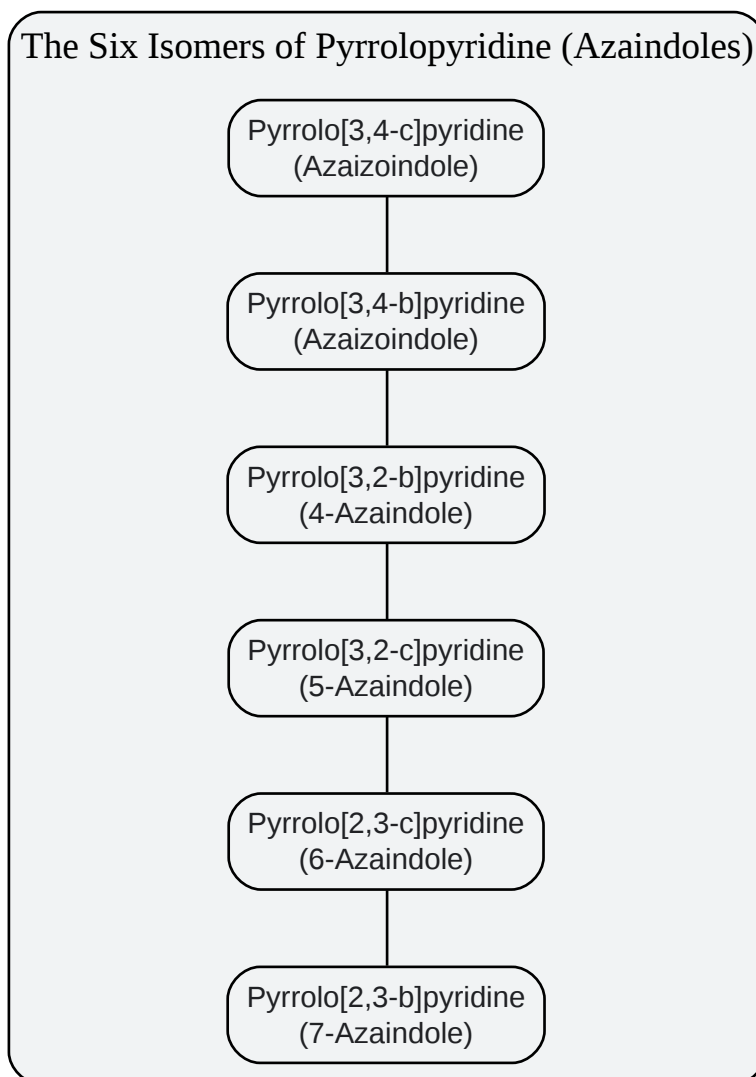 The Six Isomers of Pyrrolopyridine (Azaindoles)
Pyrrolo[3,4-c]pyridine
(Azaizoindole)
Pyrrolo[3,4-b]pyridine
(Azaizoindole)
Pyrrolo[3,2-b]pyridine
(4-Azaindole)
Pyrrolo[3,2-c]pyridine
(5-Azaindole)
Pyrrolo[2,3-c]pyridine
(6-Azaindole)
Pyrrolo[2,3-b]pyridine
(7-Azaindole)